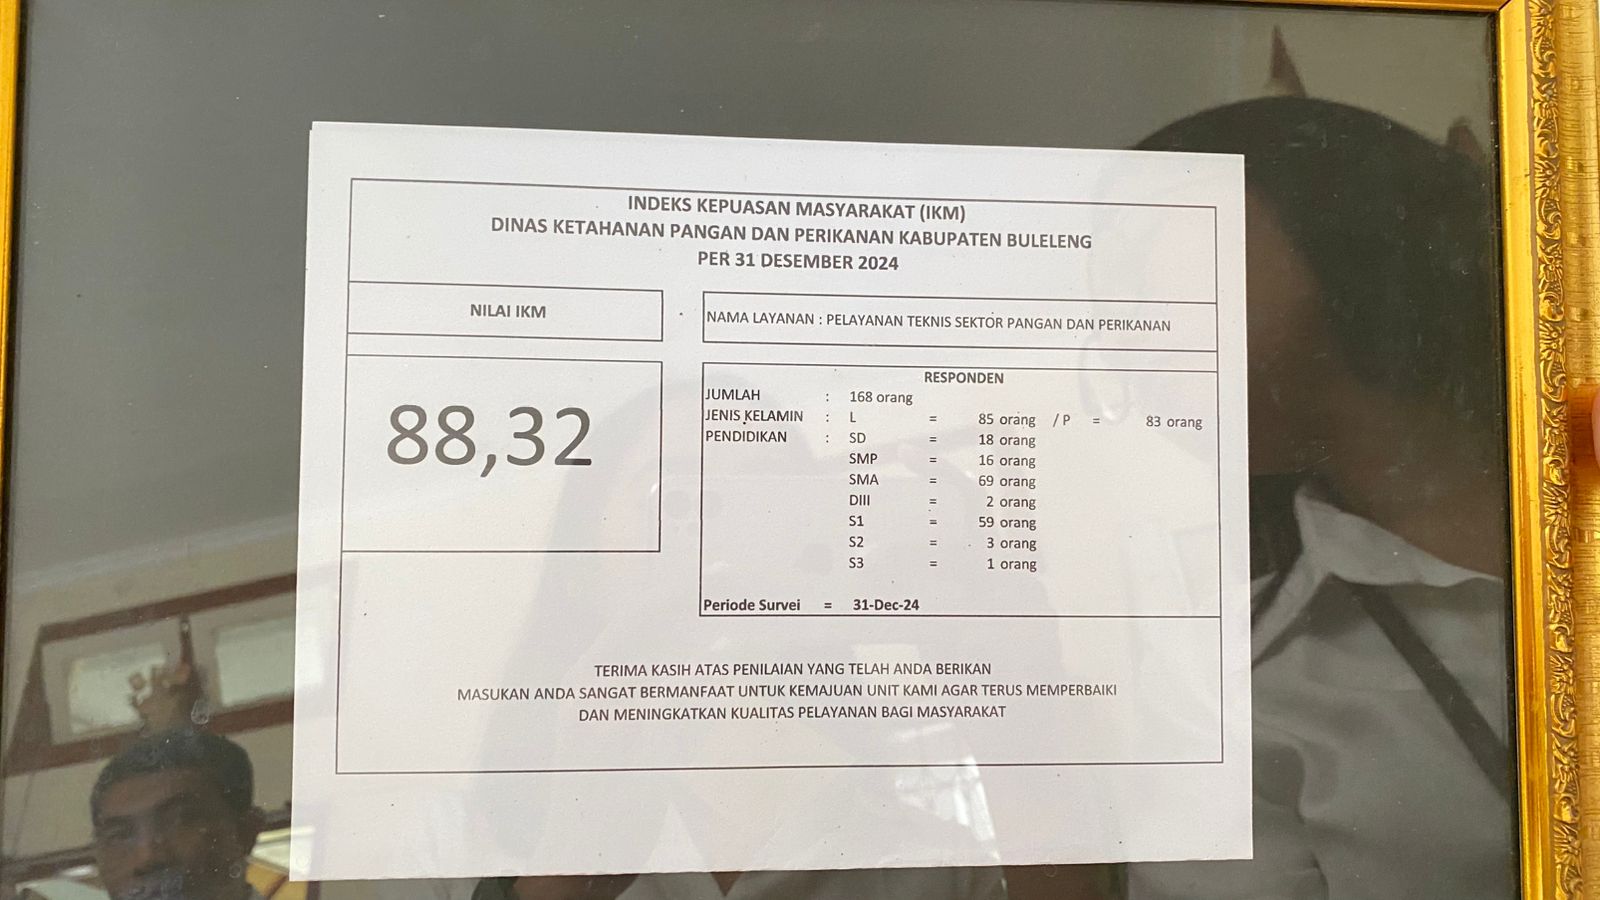 INDEKS KEPUASAN MASYARAKAT (IKM)
DINAS KETAHANAN PANGAN DAN PERIKANAN KABUPATEN BULELENG
PER 31 DESEMBER 2024
NILAI IKM
88,32
NAMA LAYANAN : PELAYANAN TEKNIS SEKTOR PANGAN DAN PERIKANAN
RESPONDEN
JUMLAH : 168 orang
JENIS KELAMIN : L = 85 orang / P = 83 orang
PENDIDIKAN : SD = 18 orang
SMP = 16 orang
SMA = 69 orang
DIII = 2 orang
S1 = 59 orang
S2 = 3 orang
S3 = 1 orang
Periode Survei = 31-Dec-24
TERIMA KASIH ATAS PENILAIAN YANG TELAH ANDA BERIKAN
MASUKAN ANDA SANGAT BERMANFAAT UNTUK KEMAJUAN UNIT KAMI AGAR TERUS MEMPERBAIKI
DAN MENINGKATKAN KUALITAS PELAYANAN BAGI MASYARAKAT